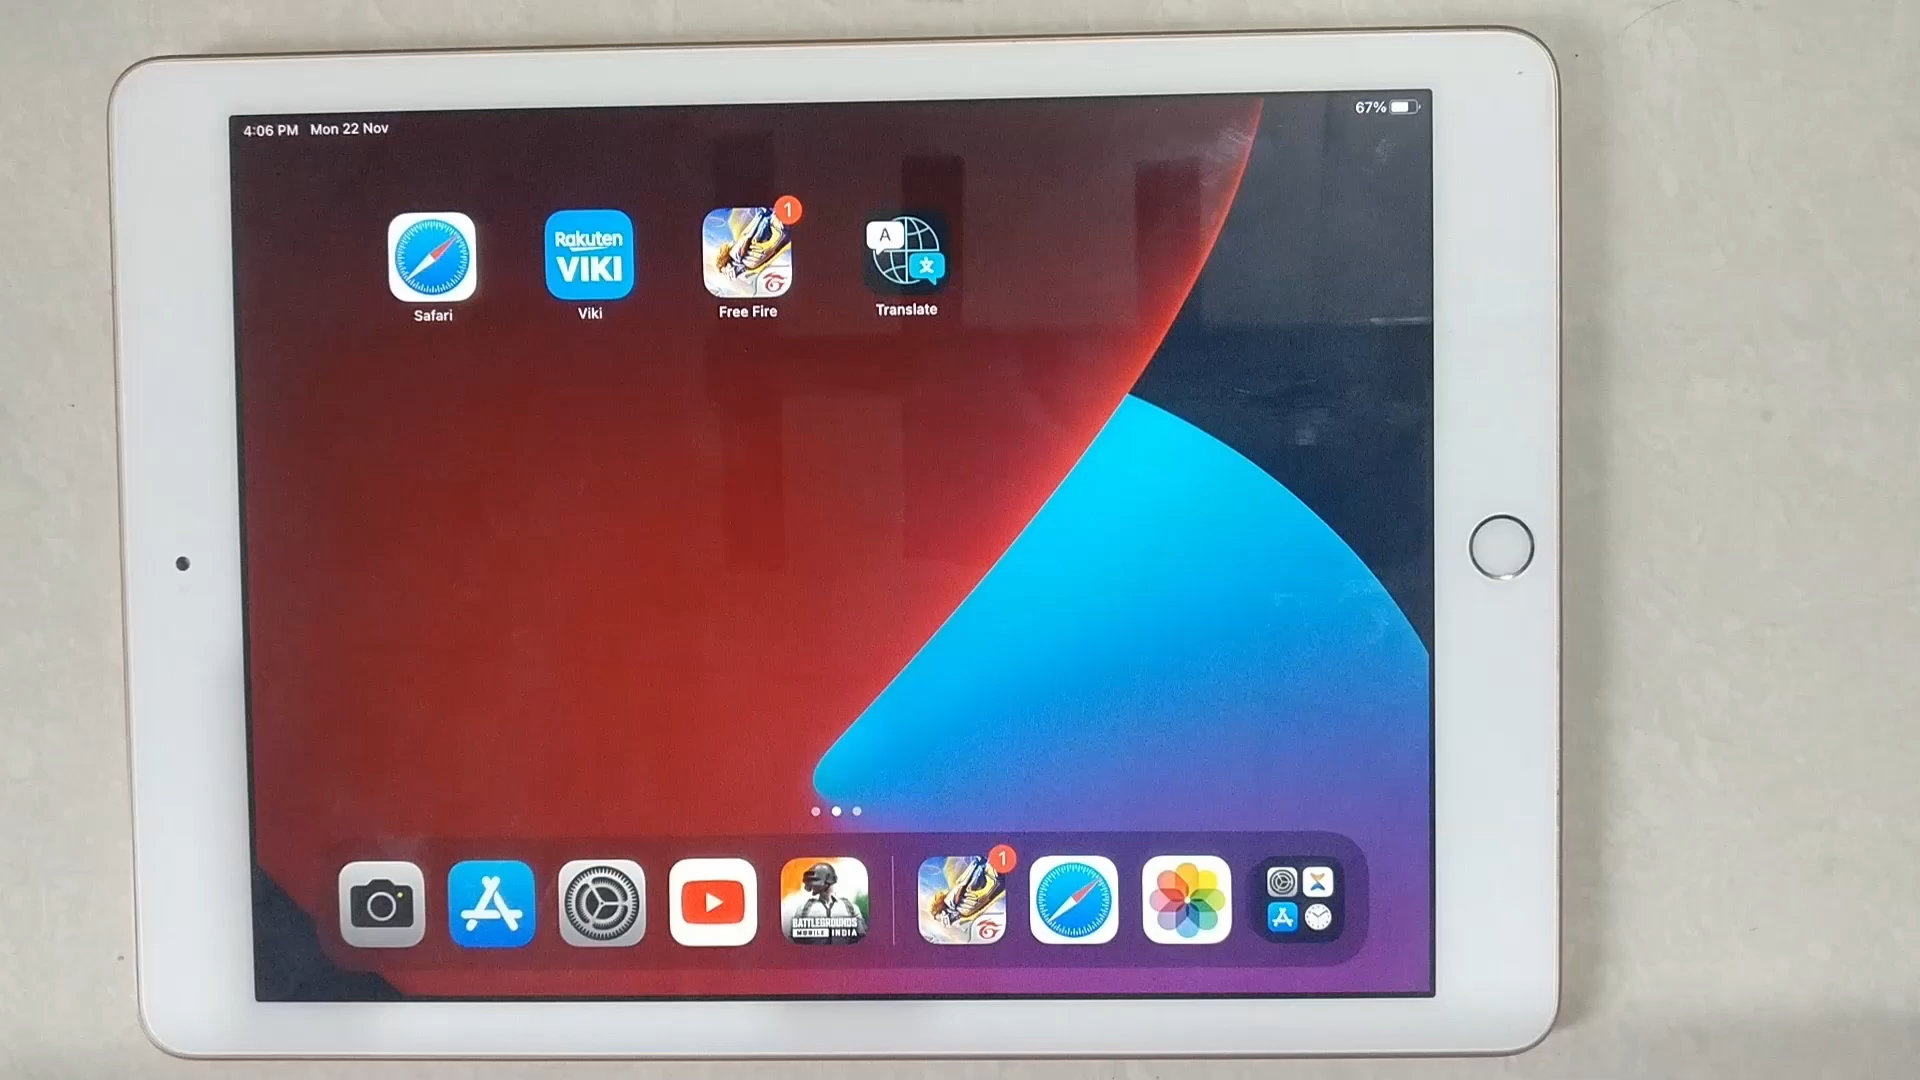 4:06 PM Mon 22 Nov
67%
1
Rakuten
VIKI
A
文
Safari
Viki
Free Fire
Translate
1
BATTLEGROUNDS
MOBILE INDIA